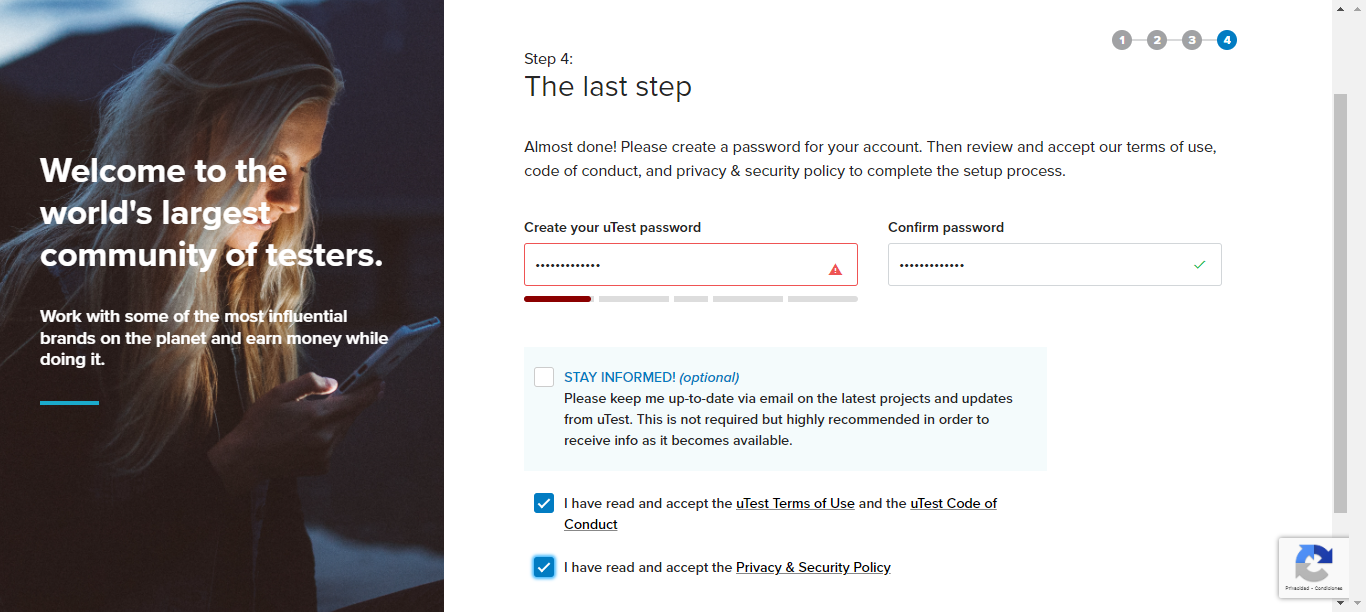 Welcome to the
world's largest
community of testers.
Work with some of the most influential
brands on the planet and earn money while
doing it.
1 2 3 4
Step 4:
The last step
Almost done! Please create a password for your account. Then review and accept our terms of use,
code of conduct, and privacy & security policy to complete the setup process.
Create your uTest password
Confirm password
•••••••••••••
•••••••••••••
STAY INFORMED! (optional)
Please keep me up-to-date via email on the latest projects and updates
from uTest. This is not required but highly recommended in order to
receive info as it becomes available.
I have read and accept the uTest Terms of Use and the uTest Code of
Conduct
I have read and accept the Privacy & Security Policy
Privacidad - Condiciones